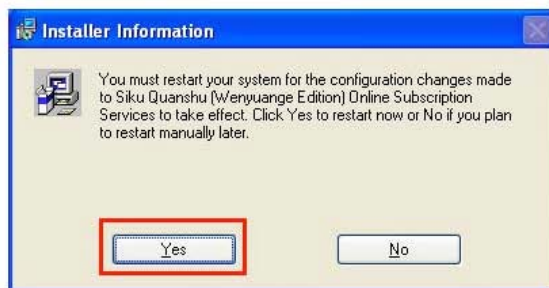 Installer Information
You must restart your system for the configuration changes made
to Siku Quanshu (Wenyuange Edition) Online Subscription
Services to take effect. Click Yes to restart now or No if you plan
to restart manually later.
Yes
No